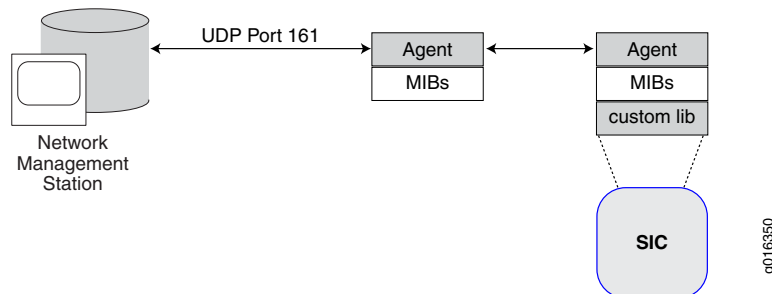 UDP Port 161
Agent
MIBs
Agent
MIBs
custom lib
Network
Management
Station
SIC
g016350